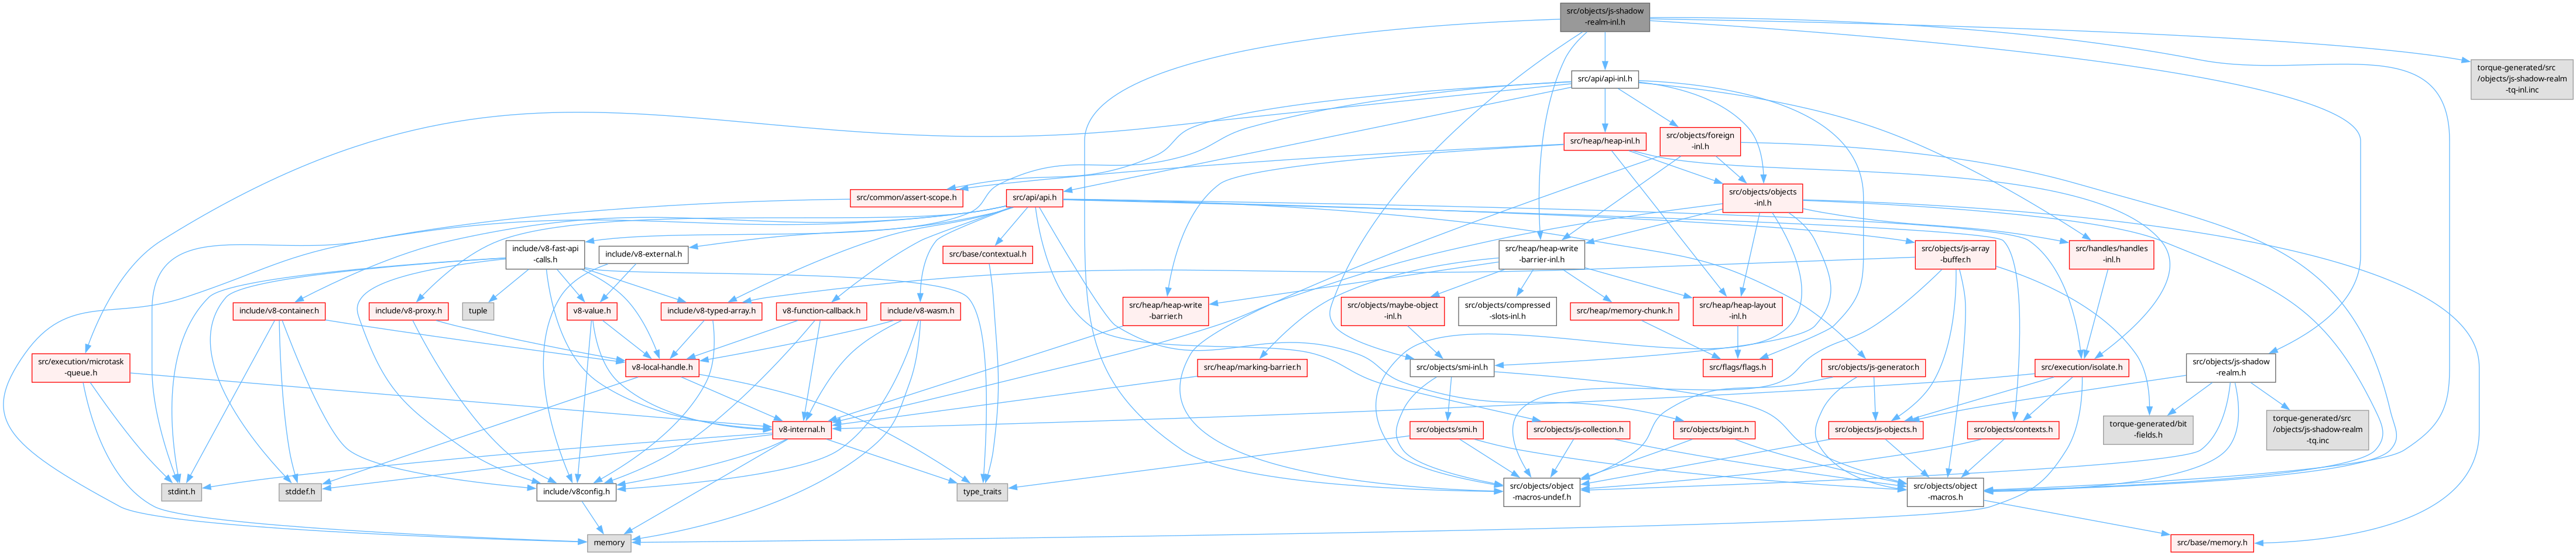 src/objects/js-shadow
-realm-inl.h
torque-generated/src
/objects/js-shadow-realm
-tq-inl.inc
src/api/api-inl.h
src/heap/heap-inl.h
src/objects/foreign
-inl.h
src/common/assert-scope.h
src/api/api.h
src/objects/objects
-inl.h
include/v8-fast-api
-calls.h
include/v8-external.h
src/base/contextual.h
src/heap/heap-write
-barrier-inl.h
src/objects/js-array
-buffer.h
src/handles/handles
-inl.h
tuple
include/v8-container.h
include/v8-proxy.h
v8-value.h
include/v8-typed-array.h
v8-function-callback.h
include/v8-wasm.h
src/heap/heap-write
-barrier.h
src/objects/maybe-object
-inl.h
src/objects/compressed
-slots-inl.h
src/heap/memory-chunk.h
src/heap/heap-layout
-inl.h
src/execution/microtask
-queue.h
v8-local-handle.h
src/heap/marking-barrier.h
src/objects/smi-inl.h
src/flags/flags.h
src/objects/js-generator.h
src/execution/isolate.h
src/objects/js-shadow
-realm.h
v8-internal.h
src/objects/smi.h
src/objects/js-collection.h
src/objects/bigint.h
src/objects/js-objects.h
src/objects/contexts.h
torque-generated/bit
-fields.h
torque-generated/src
/objects/js-shadow-realm
-tq.inc
stdint.h
stddef.h
include/v8config.h
type_traits
src/objects/object
-macros-undef.h
src/objects/object
-macros.h
memory
src/base/memory.h